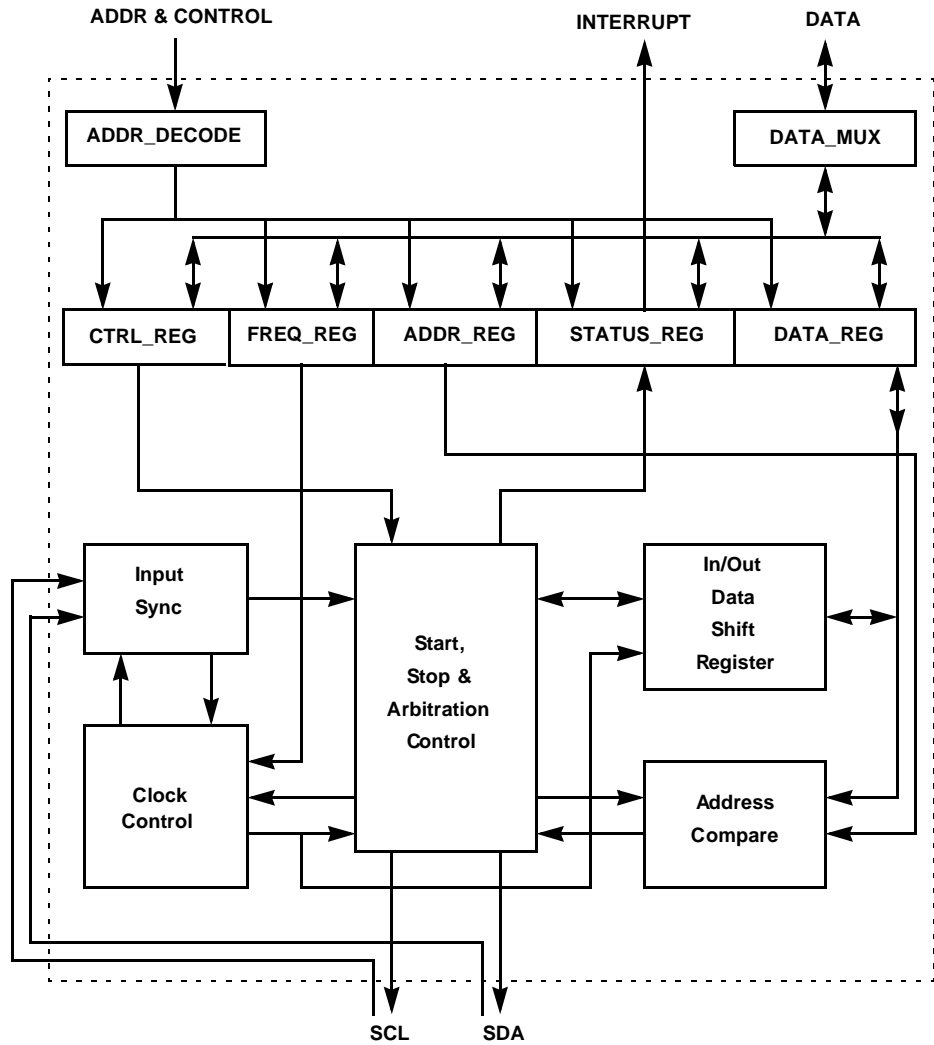 ADDR & CONTROL
INTERRUPT
DATA
ADDR_DECODE
DATA_MUX
CTRL_REG
FREQ_REG
ADDR_REG
STATUS_REG
DATA_REG
Input
Sync
Start,
Stop &
Arbitration
Control
In/Out
Data
Shift
Register
Clock
Control
Address
Compare
SCL
SDA